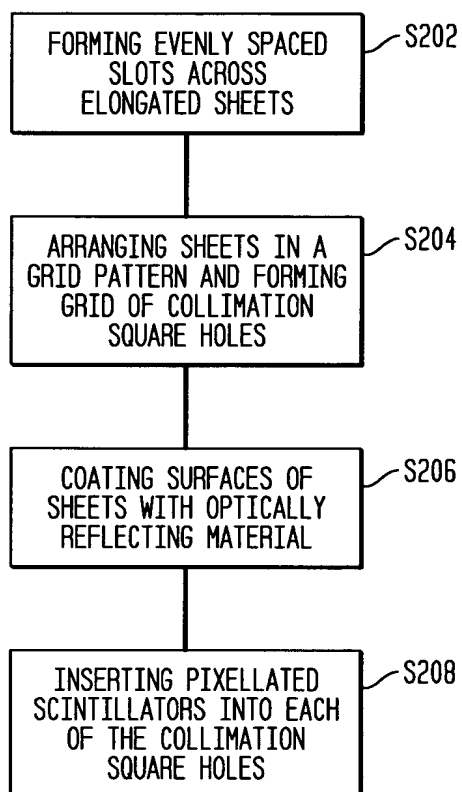 FORMING EVENLY SPACED
SLOTS ACROSS
ELONGATED SHEETS
S202
ARRANGING SHEETS IN A
GRID PATTERN AND FORMING
GRID OF COLLIMATION
SQUARE HOLES
S204
COATING SURFACES OF
SHEETS WITH OPTICALLY
REFLECTING MATERIAL
S206
INSERTING PIXELLATED
SCINTILLATORS INTO EACH
OF THE COLLIMATION
SQUARE HOLES
S208